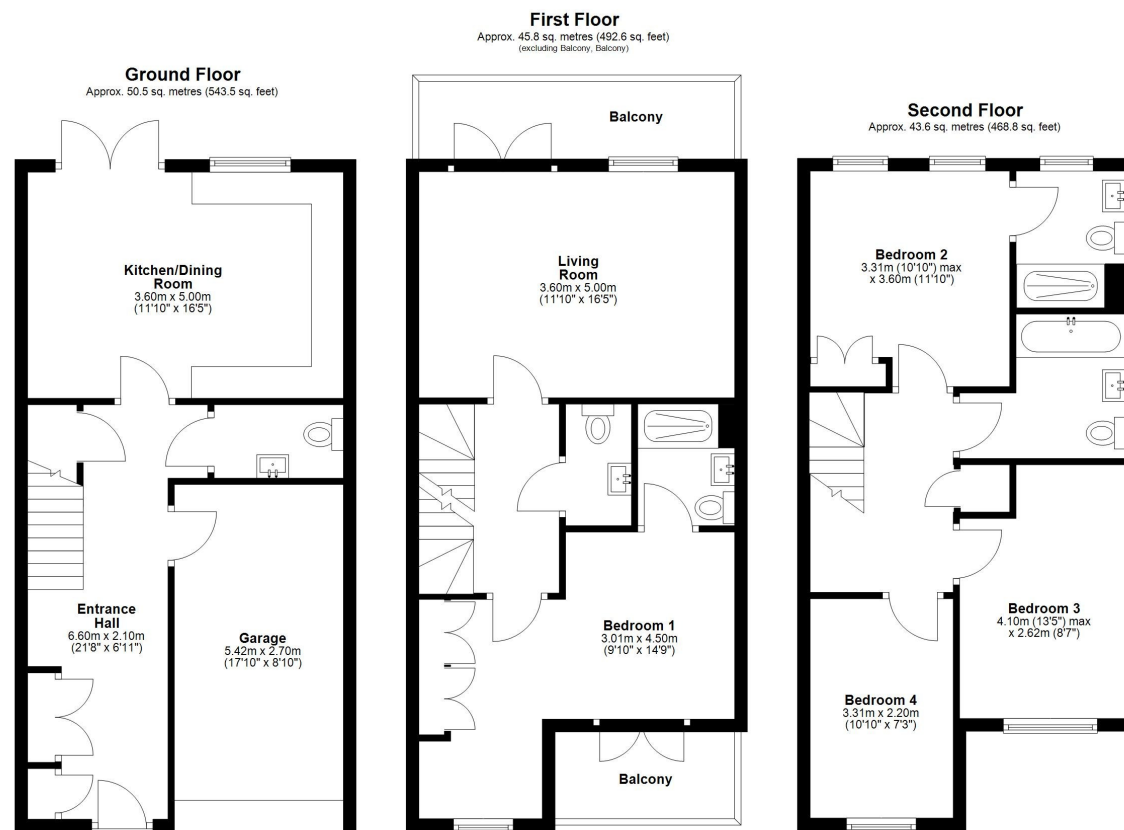 Ground Floor
Approx. 50.5 sq. metres (543.5 sq. feet)
Kitchen/Dining
Room
3.60m x 5.00m
(11'10" x 16'5")
Entrance
Hall
6.60m x 2.10m
(21'8" x 6'11")
Garage
5.42m x 2.70m
(17'10" x 8'10")
First Floor
Approx. 45.8 sq. metres (492.6 sq. feet)
(excluding Balcony, Balcony)
Balcony
Living
Room
3.60m x 5.00m
(11'10" x 16'5")
Bedroom 1
3.01m x 4.50m
(9'10" x 14'9")
Balcony
Second Floor
Approx. 43.6 sq. metres (468.8 sq. feet)
Bedroom 2
3.31m (10'10") max
x 3.60m (11'10")
Bedroom 3
4.10m (13'5") max
x 2.62m (8'7")
Bedroom 4
3.31m x 2.20m
(10'10" x 7'3")